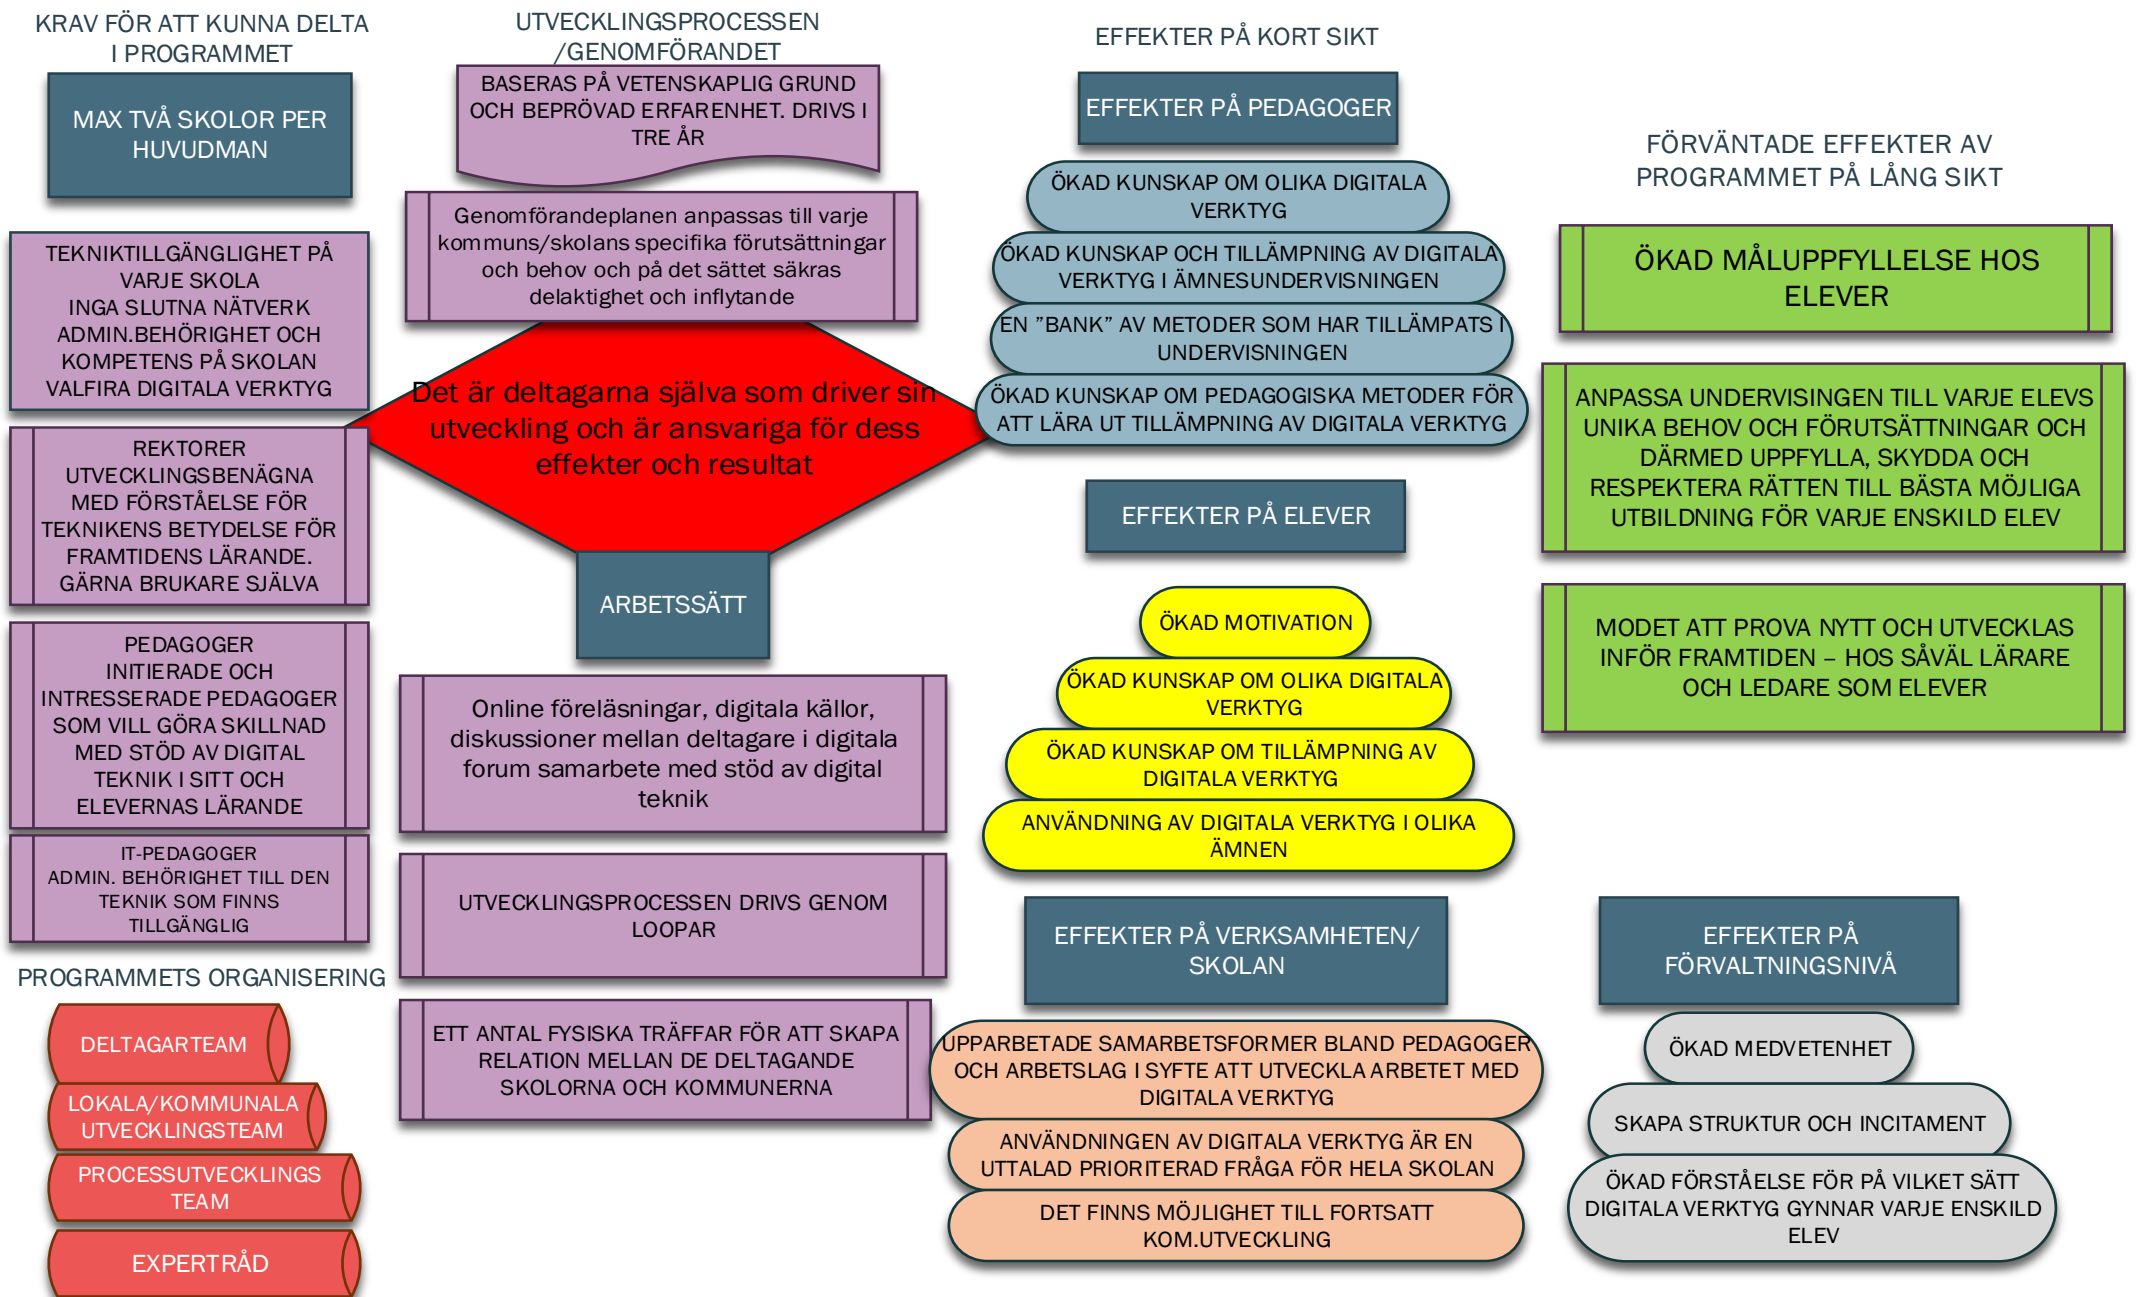 KRAV FÖR ATT KUNNA DELTA
I PROGRAMMET
MAX TVÅ SKOLOR PER
HUVUDMAN
TEKNIKTILLGÄNGLIGHET PÅ
VARJE SKOLA
INGA SLUTNA NÄTVERK
ADMIN.BEHÖRIGHET OCH
KOMPETENS PÅ SKOLAN
VALFIRA DIGITALA VERKTYG
REKTORER
UTVECKLINGSBENÄGNA
MED FÖRSTÅELSE FÖR
TEKNIKENS BETYDELSE FÖR
FRAMTIDENS LÄRANDE.
GÄRNA BRUKARE SJÄLVA
PEDAGOGER
INITIERADE OCH
INTRESSERADE PEDAGOGER
SOM VILL GÖRA SKILLNAD
MED STÖD AV DIGITAL
TEKNIK I SITT OCH
ELEVERNAS LÄRANDE
IT-PEDAGOGER
ADMIN. BEHÖRIGHET TILL DEN
TEKNIK SOM FINNS
TILLGÄNGLIG
PROGRAMMETS ORGANISERING
DELTAGARTEAM
LOKALA/KOMMUNALA
UTVECKLINGSTEAM
PROCESSUTVECKLINGS
TEAM
EXPERTRÅD
UTVECKLINGSPROCESSEN
/GENOMFÖRANDET
BASERAS PÅ VETENSKAPLIG GRUND
OCH BEPRÖVAD ERFARENHET. DRIVS I
TRE ÅR
Genomförandeplanen anpassas till varje
kommuns/skolans specifika förutsättningar
och behov och på det sättet säkras
delaktighet och inflytande
Det är deltagarna själva som driver sin
utveckling och är ansvariga för dess
effekter och resultat
ARBETSSÄTT
Online föreläsningar, digitala källor,
diskussioner mellan deltagare i digitala
forum samarbete med stöd av digital
teknik
UTVECKLINGSPROCESSEN DRIVS GENOM
LOOPAR
ETT ANTAL FYSISKA TRÄFFAR FÖR ATT SKAPA
RELATION MELLAN DE DELTAGANDE
SKOLORNA OCH KOMMUNERNA
EFFEKTER PÅ KORT SIKT
EFFEKTER PÅ PEDAGOGER
ÖKAD KUNSKAP OM OLIKA DIGITALA
VERKTYG
ÖKAD KUNSKAP OCH TILLÄMPNING AV DIGITALA
VERKTYG I ÄMNESUNDERVISNINGEN
EN ”BANK” AV METODER SOM HAR TILLÄMPATS I
UNDERVISNINGEN
ÖKAD KUNSKAP OM PEDAGOGISKA METODER FÖR
ATT LÄRA UT TILLÄMPNING AV DIGITALA VERKTYG
EFFEKTER PÅ ELEVER
ÖKAD MOTIVATION
ÖKAD KUNSKAP OM OLIKA DIGITALA
VERKTYG
ÖKAD KUNSKAP OM TILLÄMPNING AV
DIGITALA VERKTYG
ANVÄNDNING AV DIGITALA VERKTYG I OLIKA
ÄMNEN
EFFEKTER PÅ VERKSAMHETEN/
SKOLAN
UPPARBETADE SAMARBETSFORMER BLAND PEDAGOGER
OCH ARBETSLAG I SYFTE ATT UTVECKLA ARBETET MED
DIGITALA VERKTYG
ANVÄNDNINGEN AV DIGITALA VERKTYG ÄR EN
UTTALAD PRIORITERAD FRÅGA FÖR HELA SKOLAN
DET FINNS MÖJLIGHET TILL FORTSATT
KOM.UTVECKLING
FÖRVÄNTADE EFFEKTER AV
PROGRAMMET PÅ LÅNG SIKT
ÖKAD MÅLUPPFYLLELSE HOS
ELEVER
ANPASSA UNDERVISINGEN TILL VARJE ELEVS
UNIKA BEHOV OCH FÖRUTSÄTTNINGAR OCH
DÄRMED UPPFYLLA, SKYDDA OCH
RESPEKTERA RÄTTEN TILL BÄSTA MÖJLIGA
UTBILDNING FÖR VARJE ENSKILD ELEV
MODET ATT PROVA NYTT OCH UTVECKLAS
INFÖR FRAMTIDEN – HOS SÅVÄL LÄRARE
OCH LEDARE SOM ELEVER
EFFEKTER PÅ
FÖRVALTNINGSNIVÅ
ÖKAD MEDVETENHET
SKAPA STRUKTUR OCH INCITAMENT
ÖKAD FÖRSTÅELSE FÖR PÅ VILKET SÄTT
DIGITALA VERKTYG GYNNAR VARJE ENSKILD
ELEV